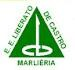 E. E. LIBERATO DE CASTRO
MARLIÉRIA